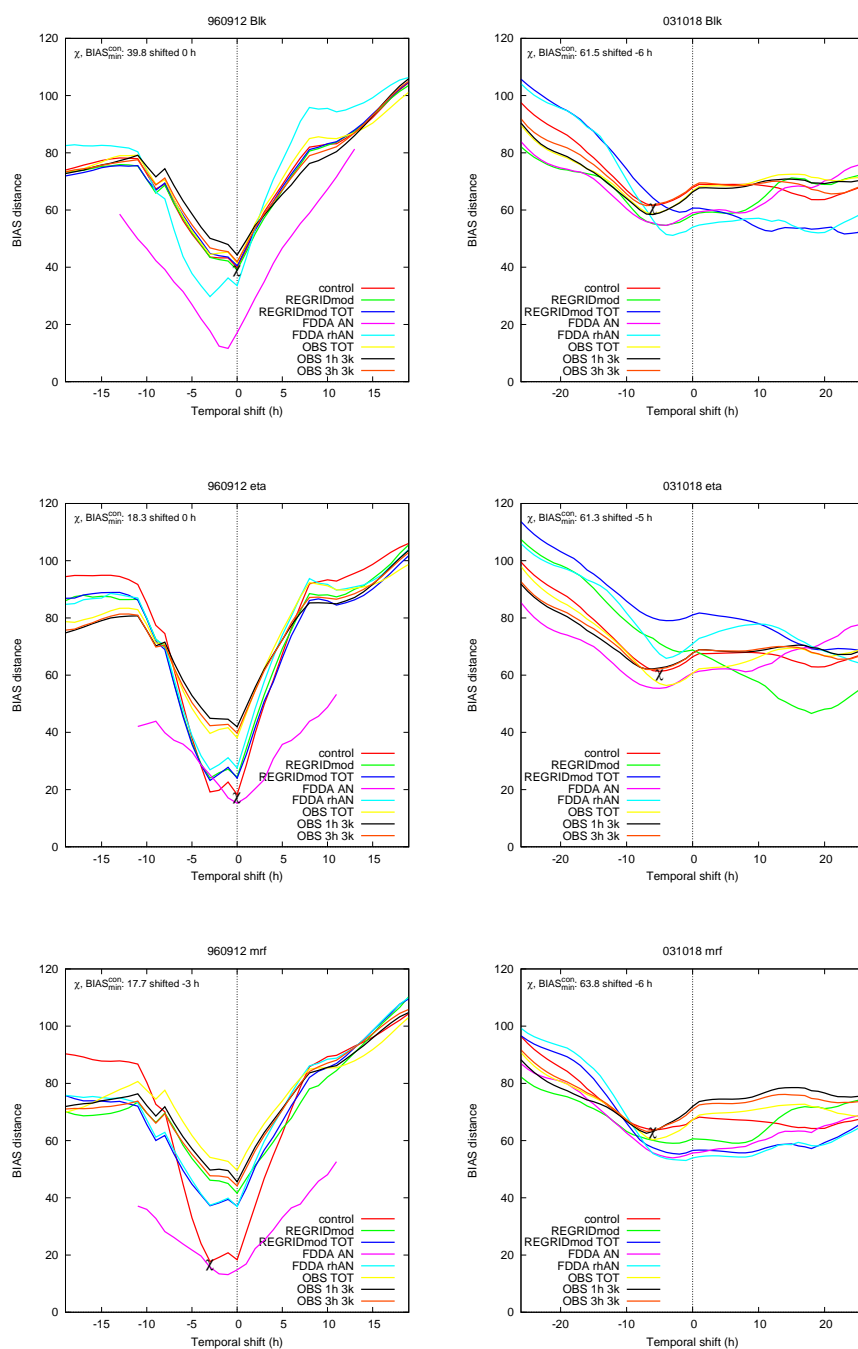 960912 Blk
χ, BIAS con. min: 39.8 shifted 0 h
BIAS distance
120
100
80
60
40
20
0
χ
control
REGRIDmod
REGRIDmod TOT
FDDA AN
FDDA rhAN
OBS TOT
OBS 1h 3k
OBS 3h 3k
-15 -10 -5 0 5 10 15
Temporal shift (h)
031018 Blk
χ, BIAS con. min: 61.5 shifted -6 h
BIAS distance
120
100
80
60
40
20
0
χ
control
REGRIDmod
REGRIDmod TOT
FDDA AN
FDDA rhAN
OBS TOT
OBS 1h 3k
OBS 3h 3k
-20 -10 0 10 20
Temporal shift (h)
960912 eta
χ, BIAS con. min: 18.3 shifted 0 h
BIAS distance
120
100
80
60
40
20
0
χ
control
REGRIDmod
REGRIDmod TOT
FDDA AN
FDDA rhAN
OBS TOT
OBS 1h 3k
OBS 3h 3k
-15 -10 -5 0 5 10 15
Temporal shift (h)
031018 eta
χ, BIAS con. min: 61.3 shifted -5 h
BIAS distance
120
100
80
60
40
20
0
χ
control
REGRIDmod
REGRIDmod TOT
FDDA AN
FDDA rhAN
OBS TOT
OBS 1h 3k
OBS 3h 3k
-20 -10 0 10 20
Temporal shift (h)
960912 mrf
χ, BIAS con. min: 17.7 shifted -3 h
BIAS distance
120
100
80
60
40
20
0
χ
control
REGRIDmod
REGRIDmod TOT
FDDA AN
FDDA rhAN
OBS TOT
OBS 1h 3k
OBS 3h 3k
-15 -10 -5 0 5 10 15
Temporal shift (h)
031018 mrf
χ, BIAS con. min: 63.8 shifted -6 h
BIAS distance
120
100
80
60
40
20
0
χ
control
REGRIDmod
REGRIDmod TOT
FDDA AN
FDDA rhAN
OBS TOT
OBS 1h 3k
OBS 3h 3k
-20 -10 0 10 20
Temporal shift (h)